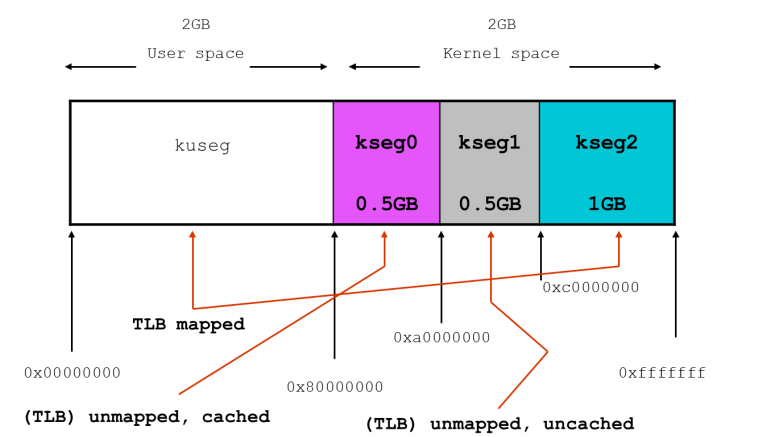 2GB
2GB
User space
Kernel space
kuseg
kseg0
kseg1
kseg2
0.5GB
0.5GB
1GB
0xc0000000
TLB mapped
0xa0000000
0x00000000
0x80000000
0xfffffff
(TLB) unmapped, cached
(TLB) unmapped, uncached